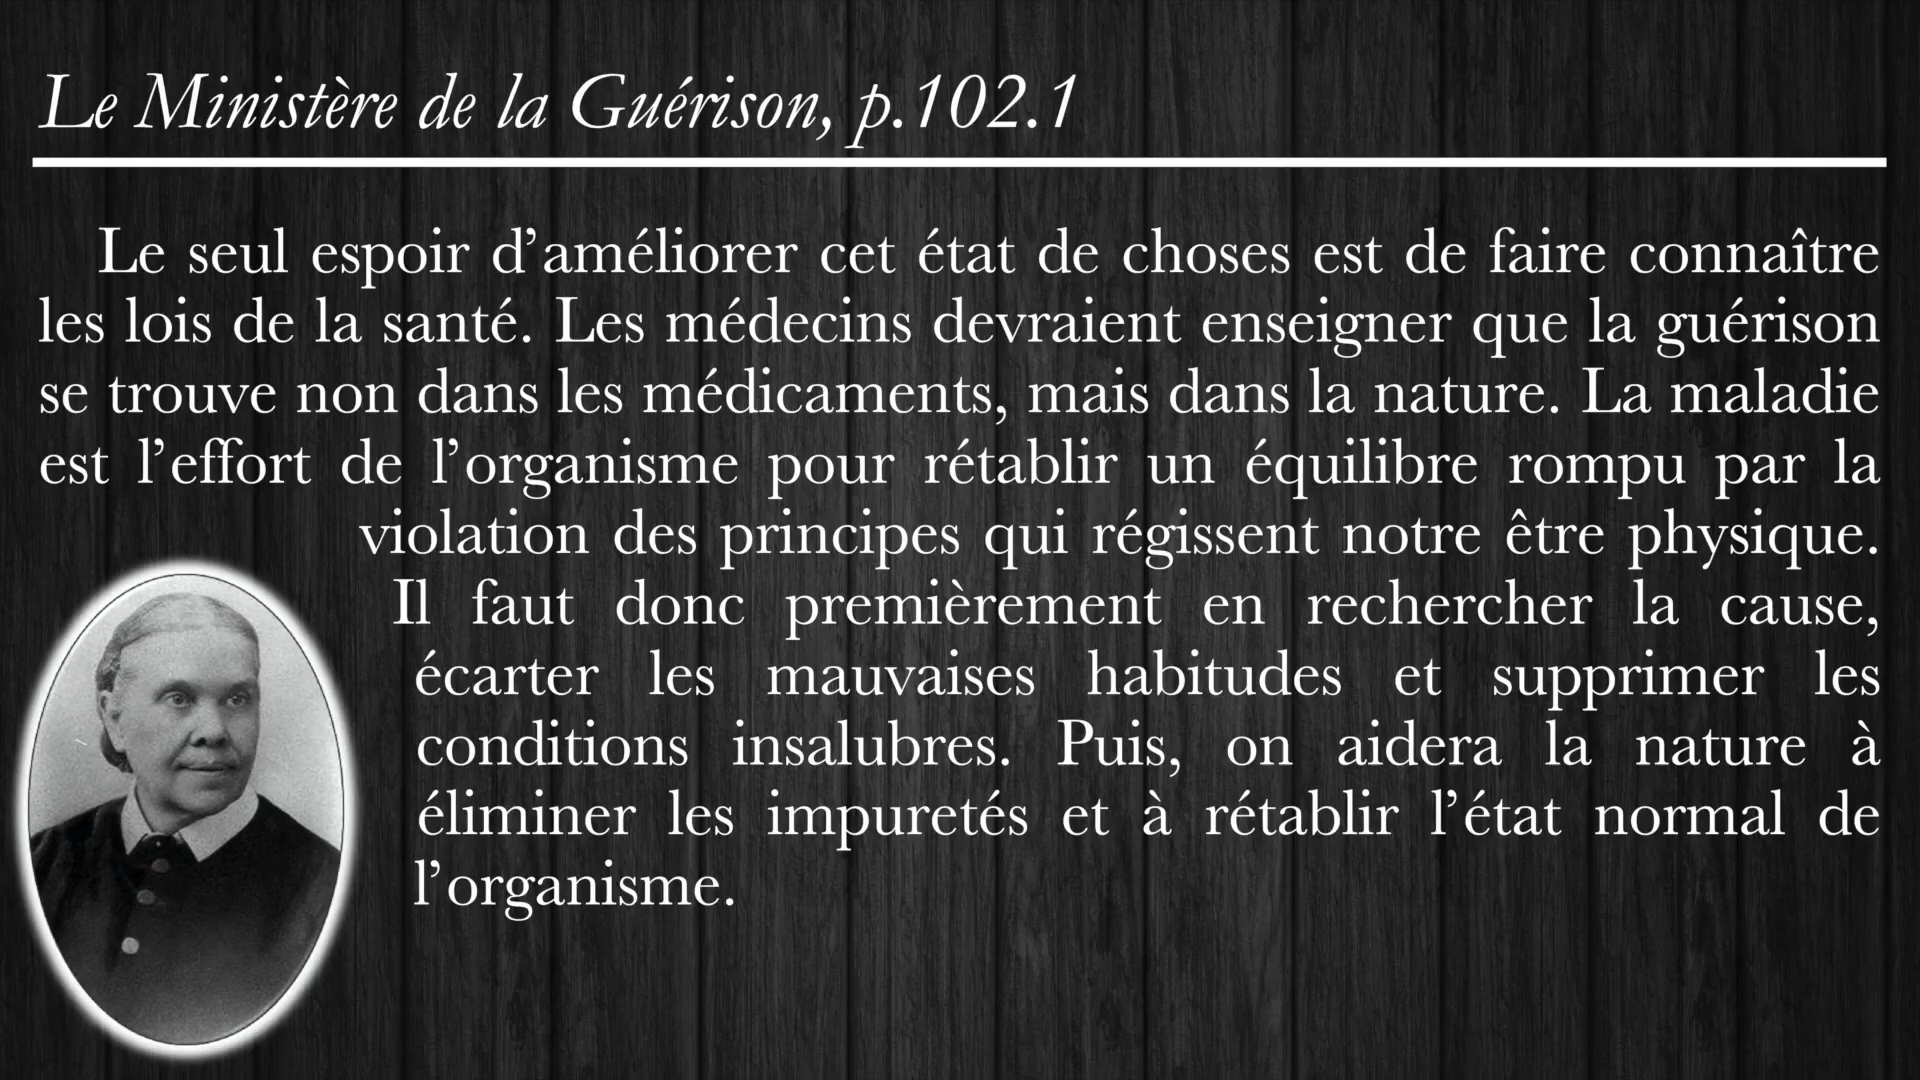 Le Ministère de la Guérison, p.102.1
Le seul espoir d’améliorer cet état de choses est de faire connaître
les lois de la santé. Les médecins devraient enseigner que la guérison
se trouve non dans les médicaments, mais dans la nature. La maladie
est l’effort de l’organisme pour rétablir un équilibre rompu par la
violation des principes qui régissent notre être physique.
Il faut donc premièrement en rechercher la cause,
écarter les mauvaises habitudes et supprimer les
conditions insalubres. Puis, on aidera la nature à
éliminer les impuretés et à rétablir l’état normal de
l’organisme.